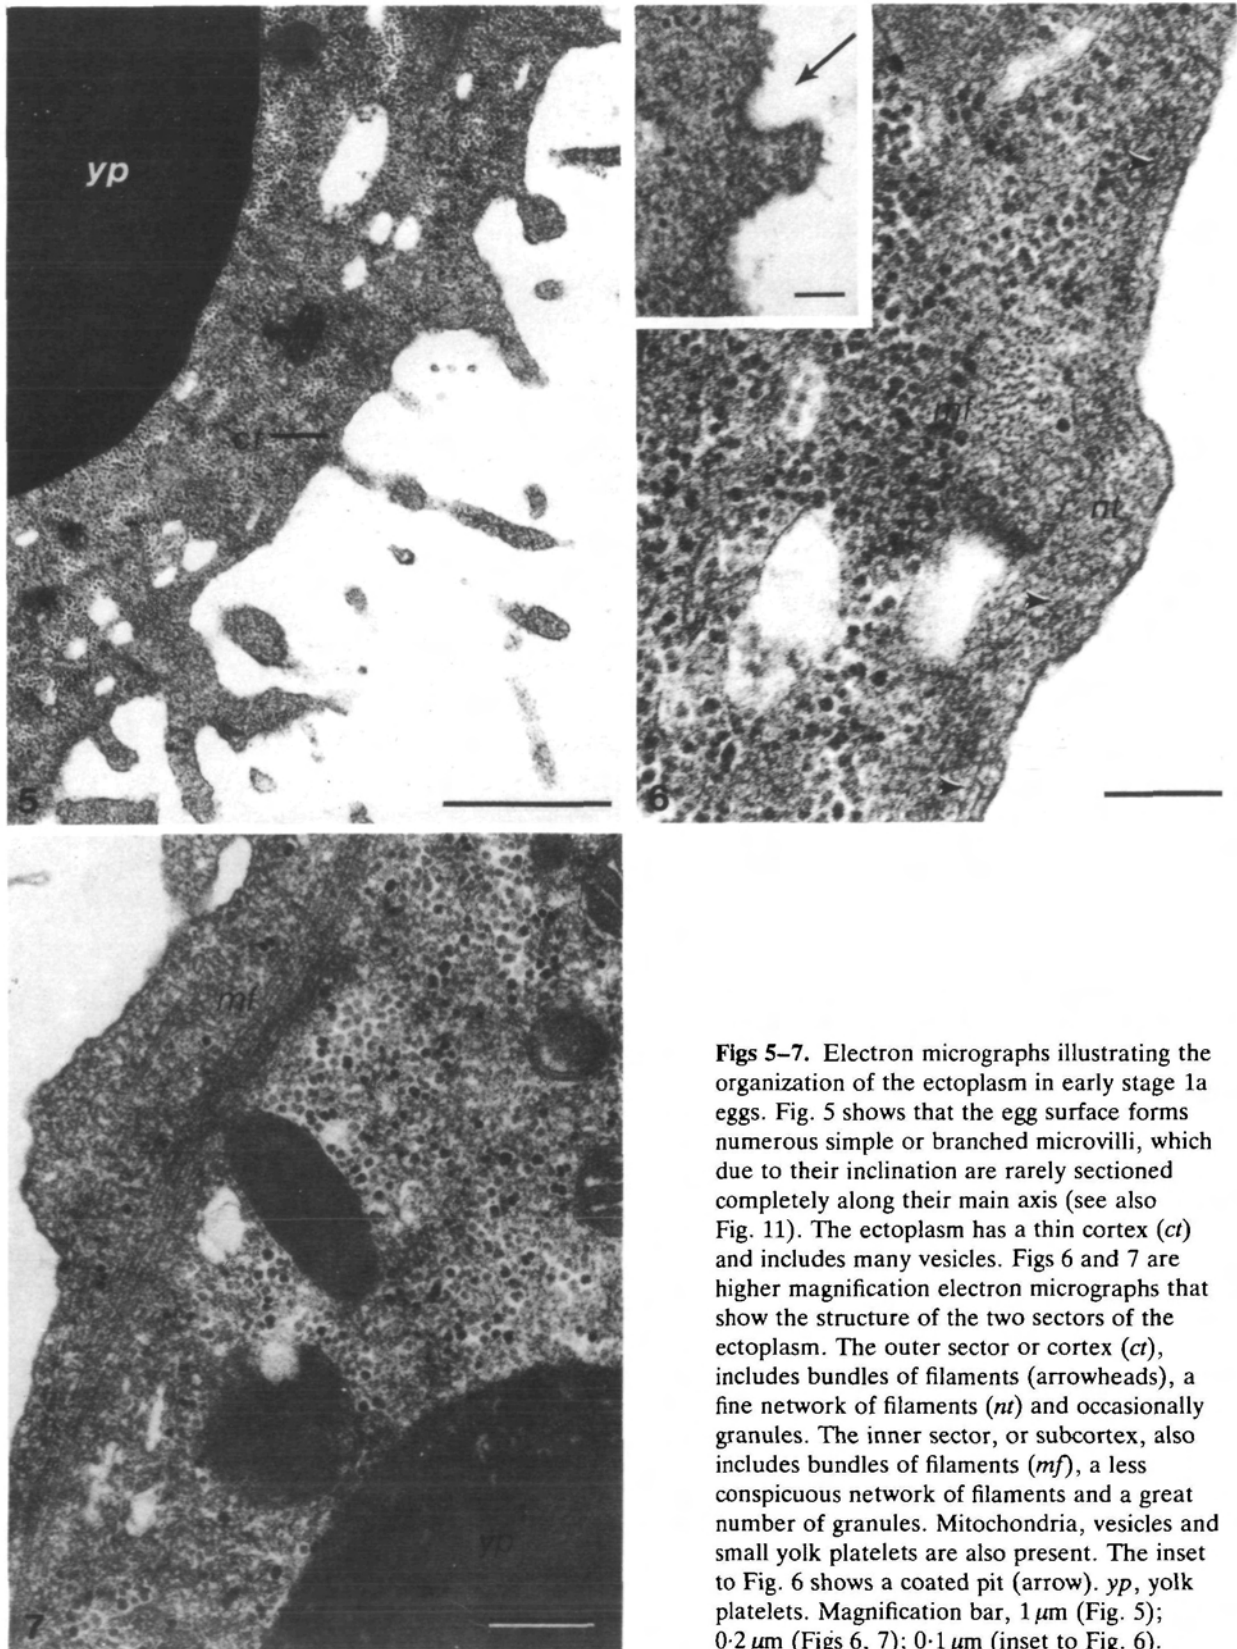 yp
ct
5
mf
nt
6
mf
yp
7
Figs 5–7. Electron micrographs illustrating the
organization of the ectoplasm in early stage 1a
eggs. Fig. 5 shows that the egg surface forms
numerous simple or branched microvilli, which
due to their inclination are rarely sectioned
completely along their main axis (see also
Fig. 11). The ectoplasm has a thin cortex (ct)
and includes many vesicles. Figs 6 and 7 are
higher magnification electron micrographs that
show the structure of the two sectors of the
ectoplasm. The outer sector or cortex (ct),
includes bundles of filaments (arrowheads), a
fine network of filaments (nt) and occasionally
granules. The inner sector, or subcortex, also
includes bundles of filaments (mf), a less
conspicuous network of filaments and a great
number of granules. Mitochondria, vesicles and
small yolk platelets are also present. The inset
to Fig. 6 shows a coated pit (arrow). yp, yolk
platelets. Magnification bar, 1 μm (Fig. 5);
0·2 μm (Figs 6, 7); 0·1 μm (inset to Fig. 6).